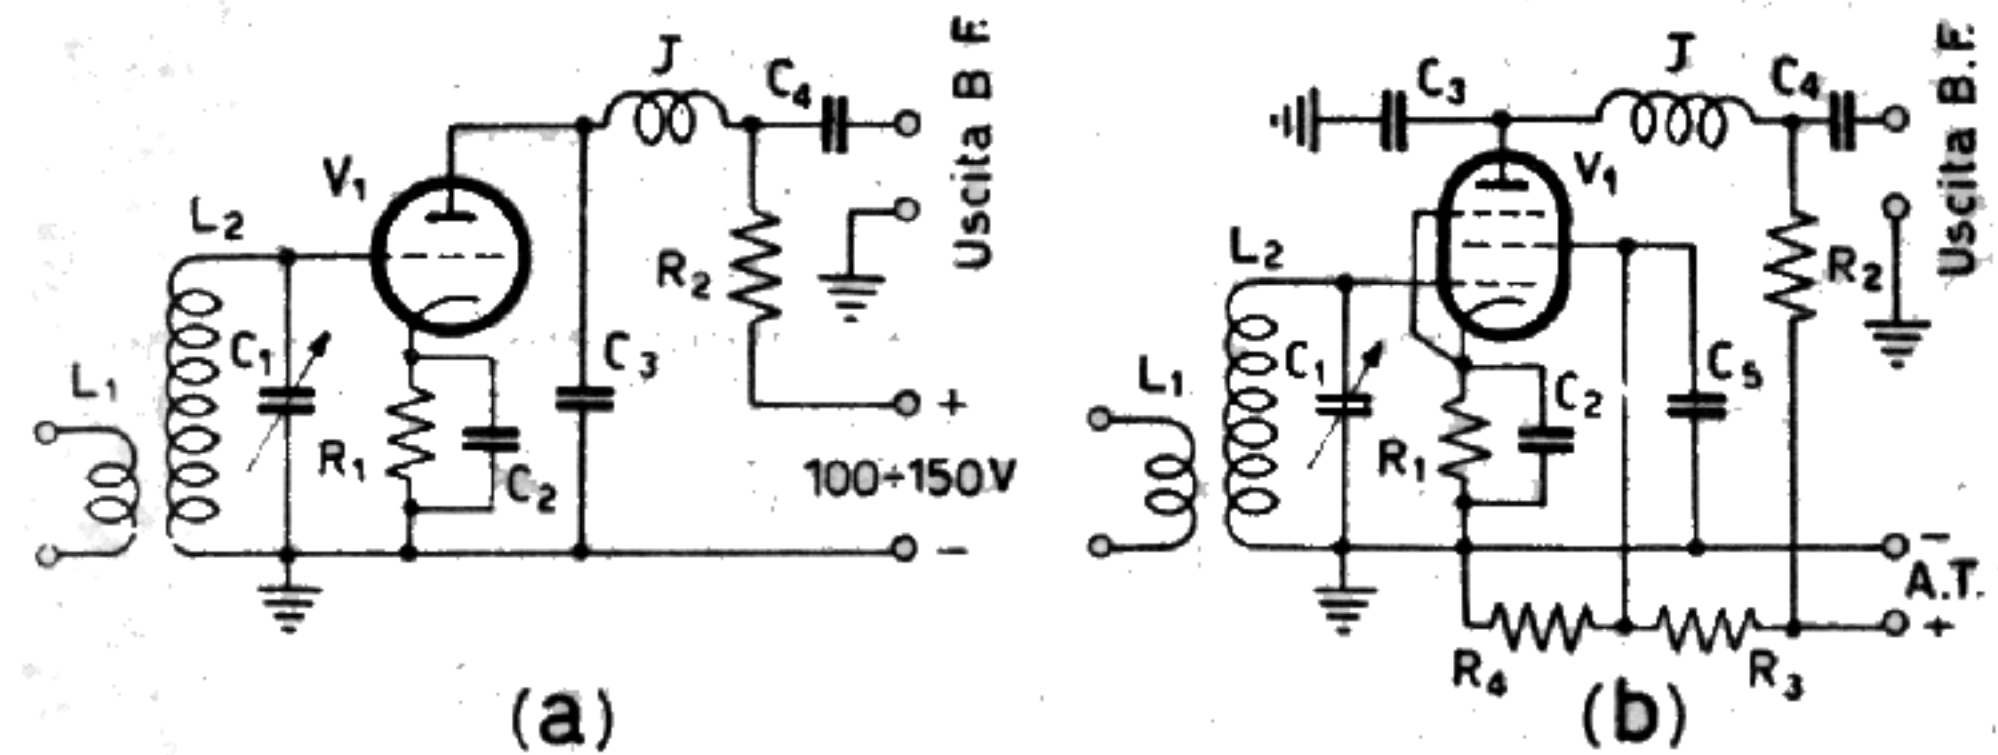 J
C4
Uscita B F.
V1
L2
R2
C1
C3
L1
R1
C2
+
100÷150V
−
(a)
C3
J
C4
Uscita B.F.
V1
L2
R2
L1
C1
C5
C2
R1
−
A.T.
+
R4
R3
(b)